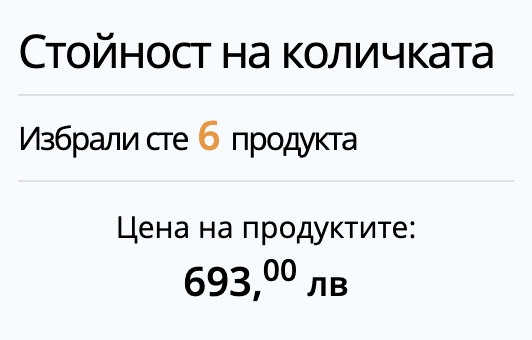 Стойност на количката
Избрали сте 6 продукта
Цена на продуктите:
693,00 лв